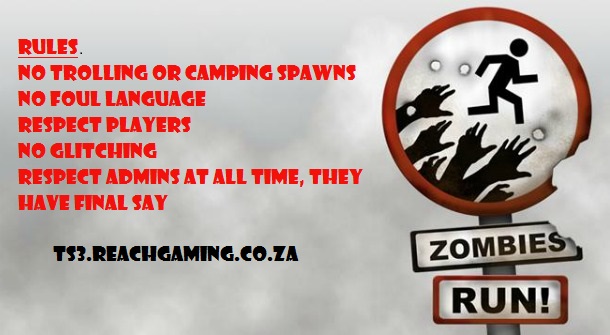 RULES.
NO TROLLING OR CAMPING SPAWNS
NO FOUL LANGUAGE
RESPECT PLAYERS
NO GLITCHING
RESPECT ADMINS AT ALL TIME, THEY
HAVE FINAL SAY
TS3.REACHGAMING.CO.ZA
ZOMBIES
RUN!